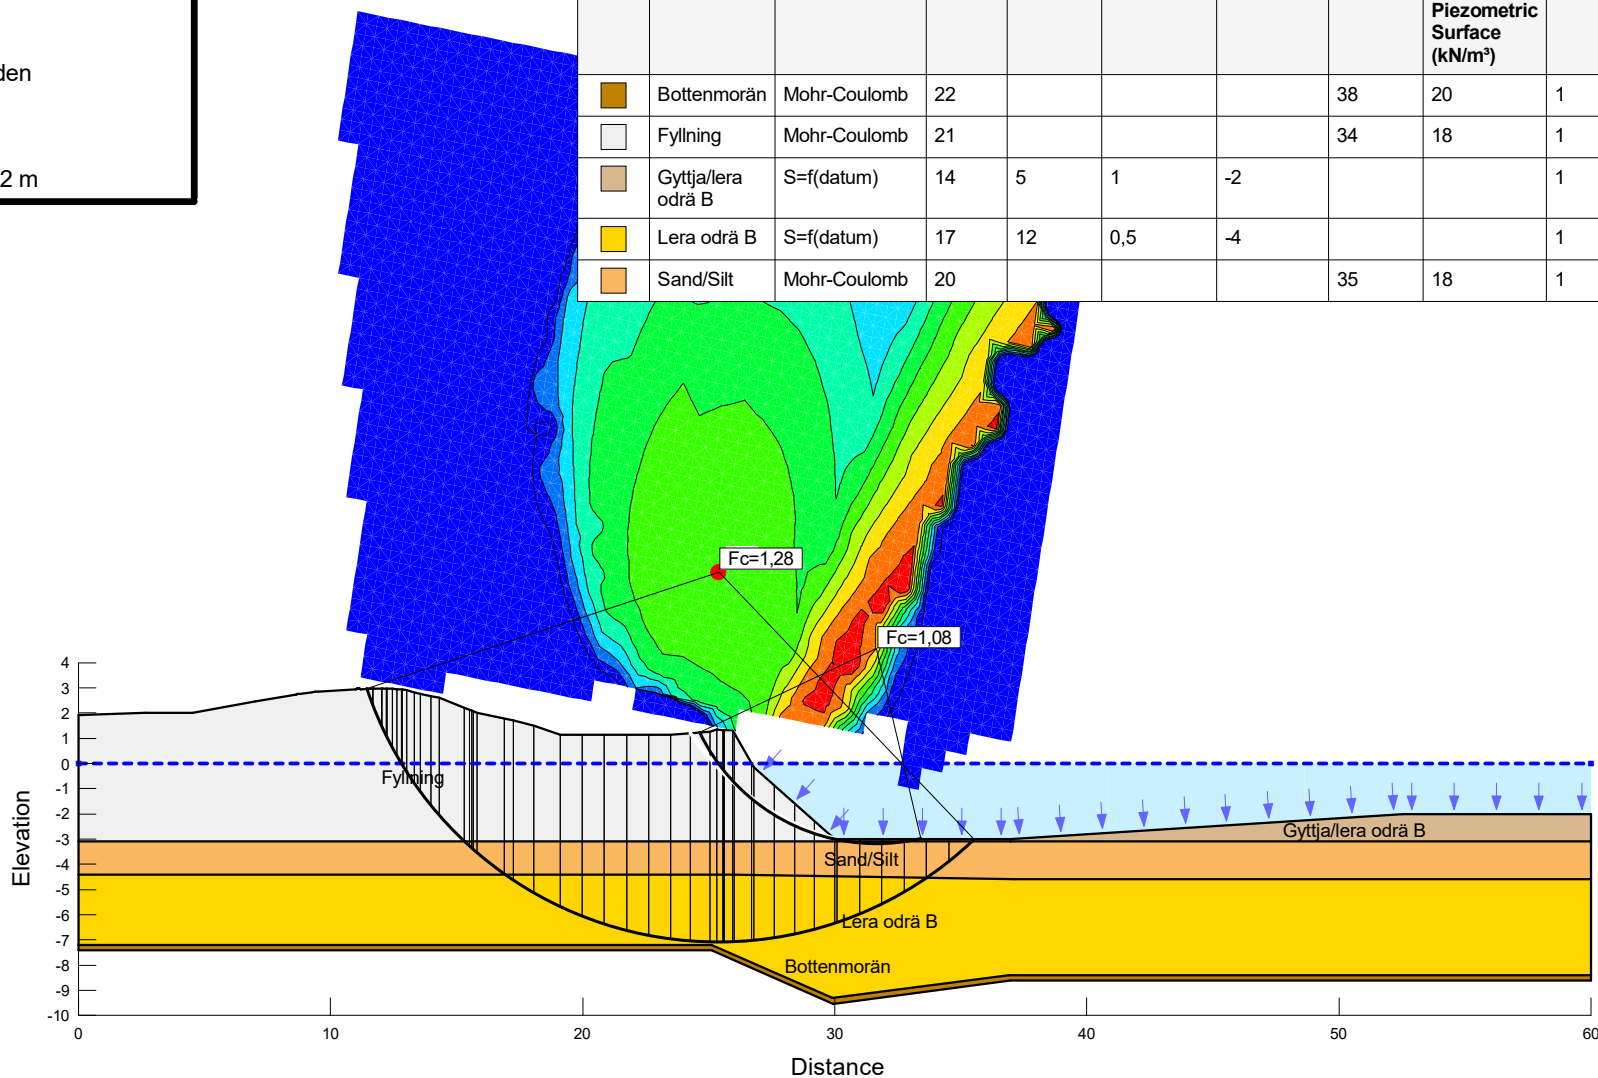 den
2 m
Piezometric
Surface
(kN/m³)
Bottenmorän Mohr-Coulomb 22 38 20 1
Fyllning Mohr-Coulomb 21 34 18 1
Gyttja/lera S=f(datum) 14 5 1 -2 1
odrä B
Lera odrä B S=f(datum) 17 12 0,5 -4 1
Sand/Silt Mohr-Coulomb 20 35 18 1
Fc=1,28
Fc=1,08
4
3
2
1
0
-1
-2
-3
-4
-5
-6
-7
-8
-9
-10
Elevation
Fyllning
Gyttja/lera odrä B
Sand/Silt
Lera odrä B
Bottenmorän
0 10 20 30 40 50 60
Distance